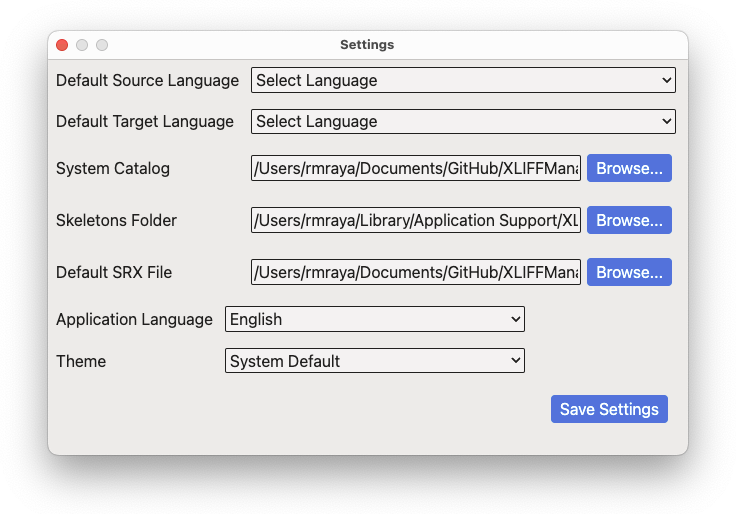 Settings
Default Source Language Select Language
Default Target Language Select Language
System Catalog /Users/rmraya/Documents/GitHub/XLIFFMana Browse...
Skeletons Folder /Users/rmraya/Library/Application Support/XL Browse...
Default SRX File /Users/rmraya/Documents/GitHub/XLIFFMana Browse...
Application Language English
Theme System Default
Save Settings